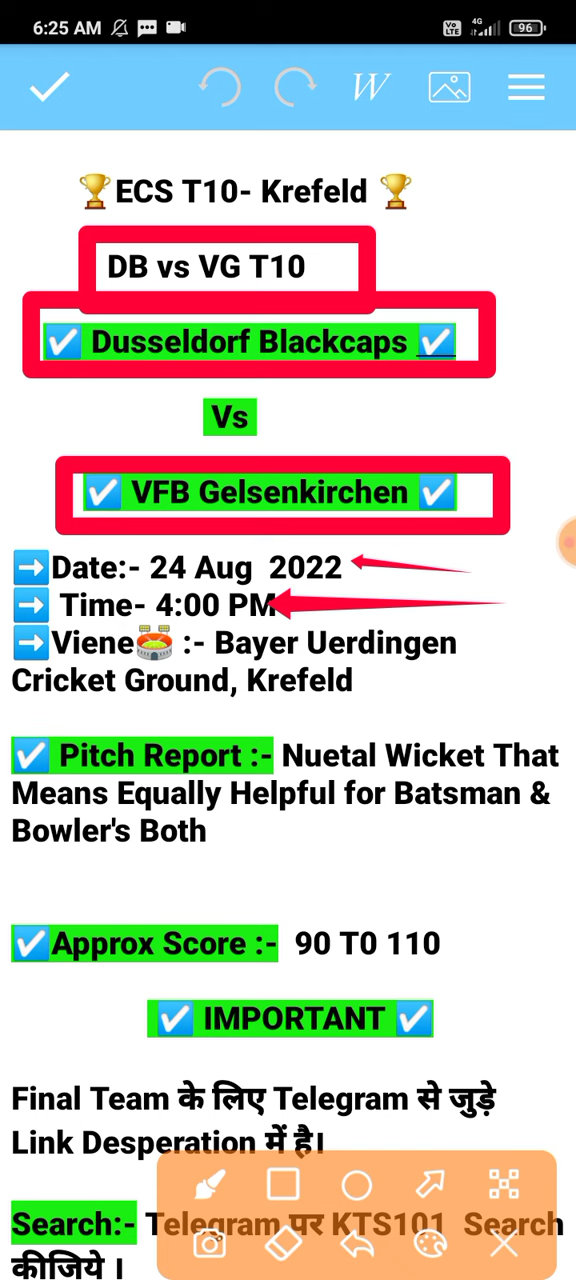 6:25 AM
Vo LTE 4G 96
W
🏆ECS T10- Krefeld 🏆
DB vs VG T10
✅ Dusseldorf Blackcaps ✅
Vs
✅ VFB Gelsenkirchen ✅
➡️Date:- 24 Aug 2022
➡️ Time- 4:00 PM
➡️Viene🏟️ :- Bayer Uerdingen
Cricket Ground, Krefeld
✅ Pitch Report :- Nuetal Wicket That
Means Equally Helpful for Batsman &
Bowler's Both
✅Approx Score :- 90 T0 110
✅ IMPORTANT ✅
Final Team के लिए Telegram से जुड़े
Link Desperation में है।
Search:- Telegram पर KTS101 Search
कीजिये ।